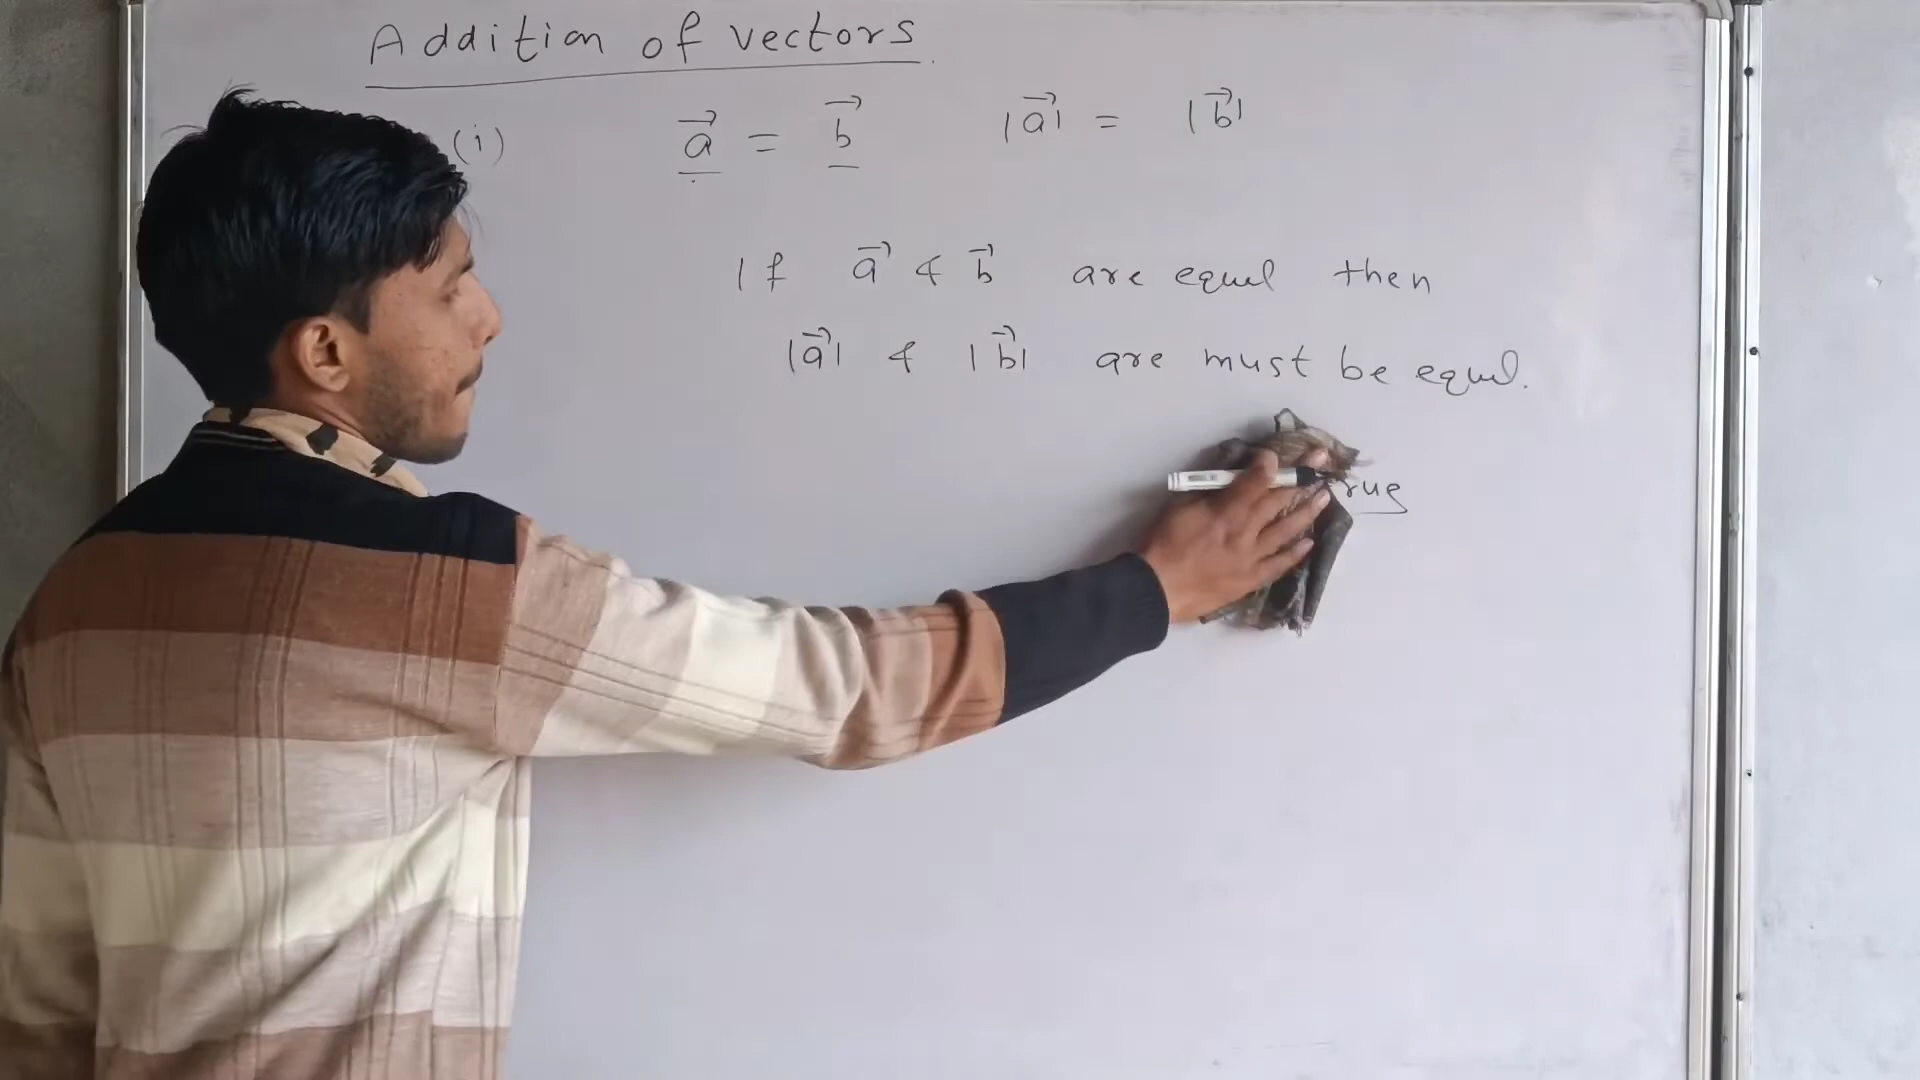 Addition of vectors
(i) →a = →b |→a| = |→b|
If →a & →b are equal then
|→a| & |→b| are must be equal.